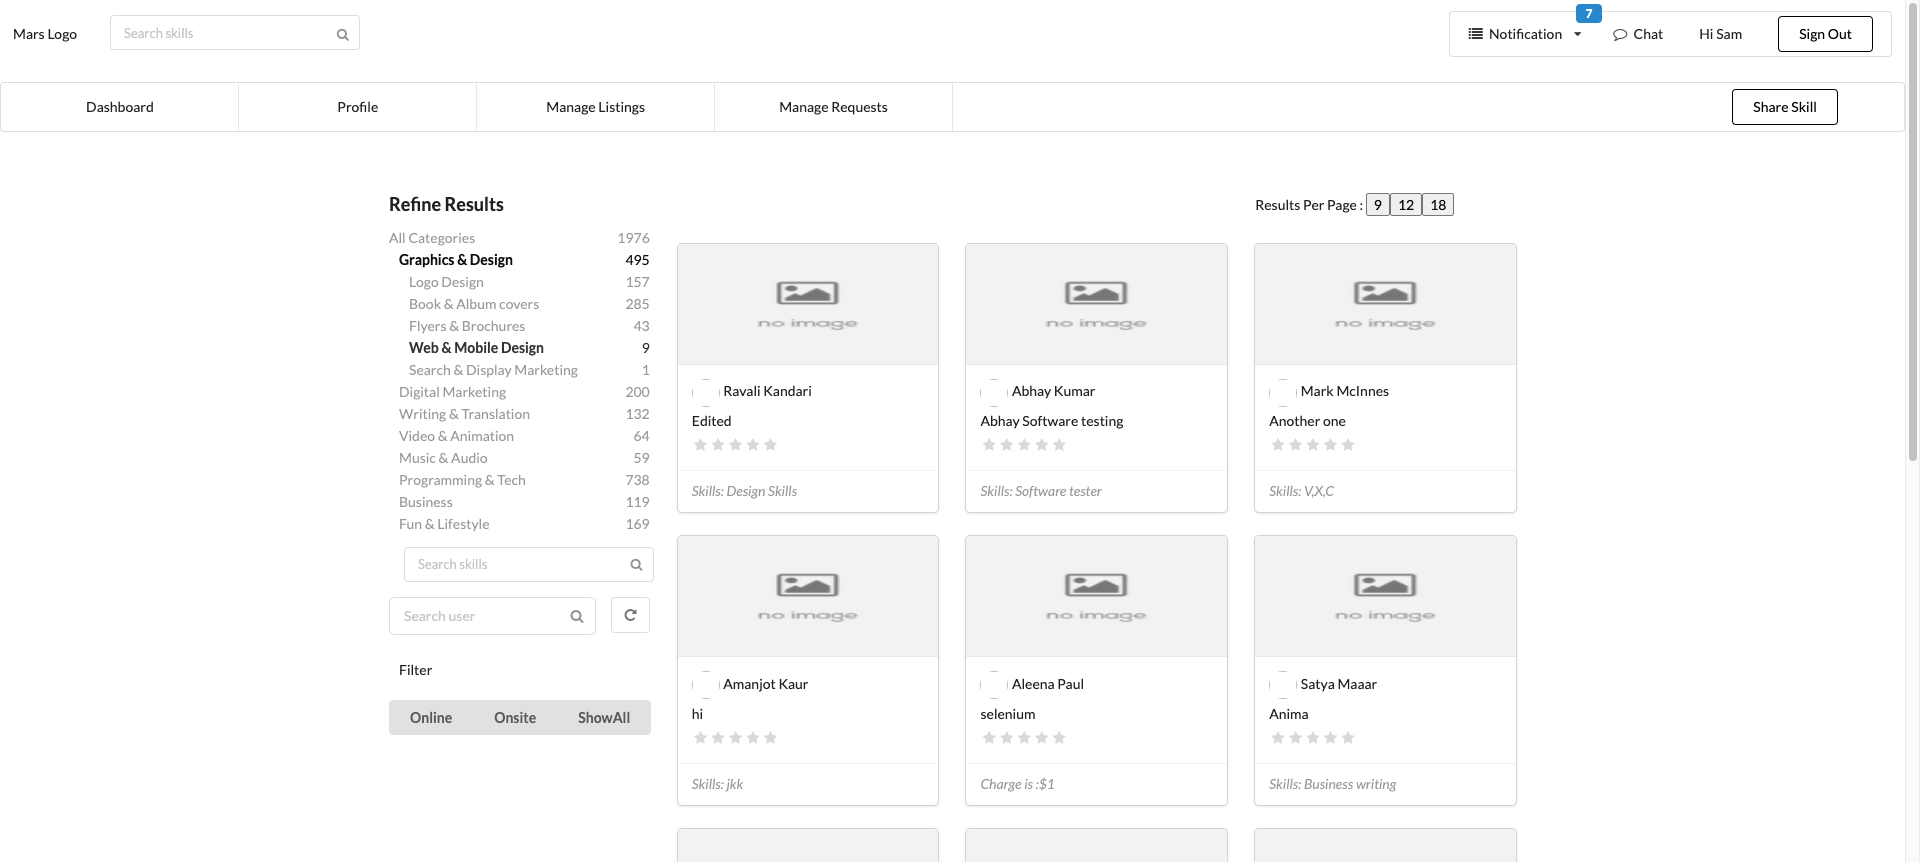 Mars Logo
Search skills
7
Notification
Chat
Hi Sam
Sign Out
Dashboard
Profile
Manage Listings
Manage Requests
Share Skill
Refine Results
All Categories 1976
Graphics & Design 495
Logo Design 157
Book & Album covers 285
Flyers & Brochures 43
Web & Mobile Design 9
Search & Display Marketing 1
Digital Marketing 200
Writing & Translation 132
Video & Animation 64
Music & Audio 59
Programming & Tech 738
Business 119
Fun & Lifestyle 169
Search skills
Search user
Filter
Online Onsite ShowAll
Results Per Page : 9 12 18
no image
Ravali Kandari
Edited
Skills: Design Skills
no image
Abhay Kumar
Abhay Software testing
Skills: Software tester
no image
Mark McInnes
Another one
Skills: V,X,C
no image
Amanjot Kaur
hi
Skills: jkk
no image
Aleena Paul
selenium
Charge is :$1
no image
Satya Maaar
Anima
Skills: Business writing